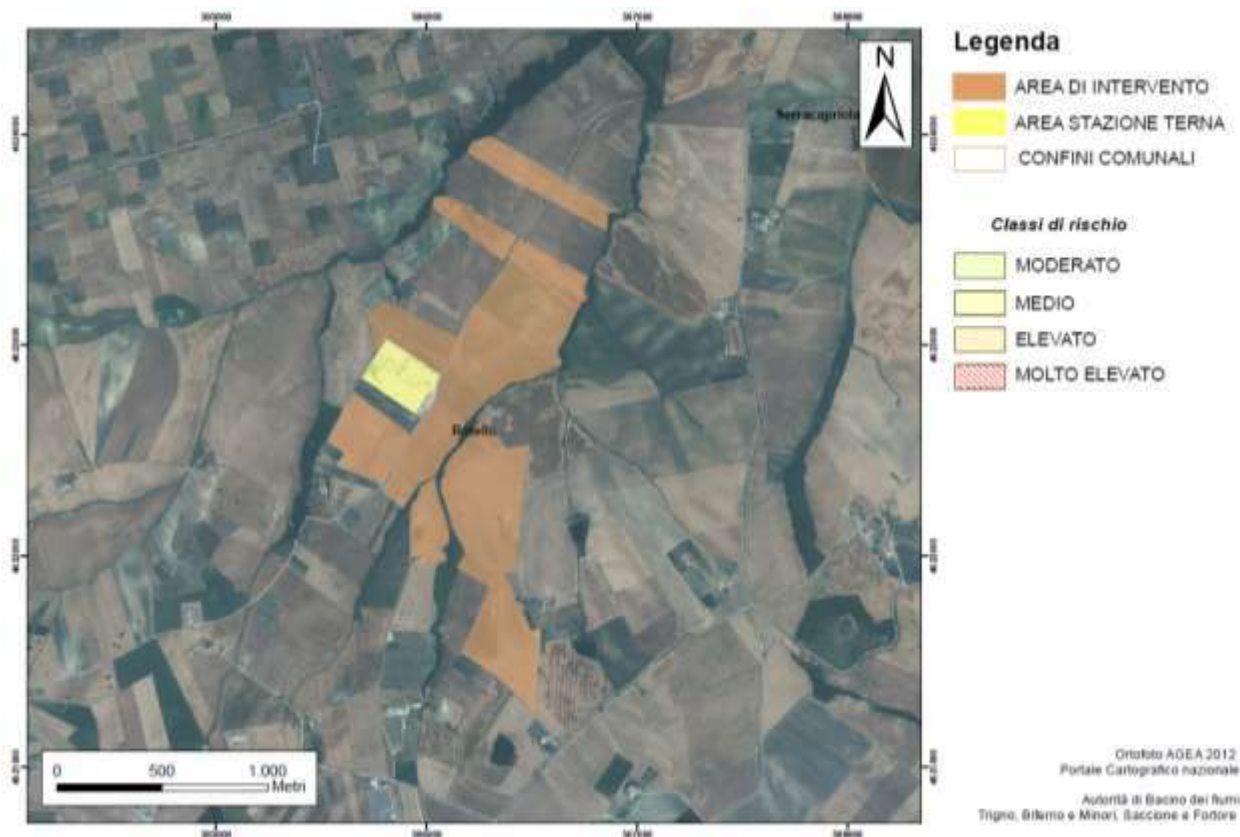 N
Serracapriola
Rotello
0 500 1.000
Metri
Legenda
AREA DI INTERVENTO
AREA STAZIONE TERNA
CONFINI COMUNALI
Classi di rischio
MODERATO
MEDIO
ELEVATO
MOLTO ELEVATO
Ortofoto AGEA 2012
Portale Cartografico nazionale
Autorità di Bacino dei fiumi
Trigno, Biferno e Minori, Saccione e Fortore